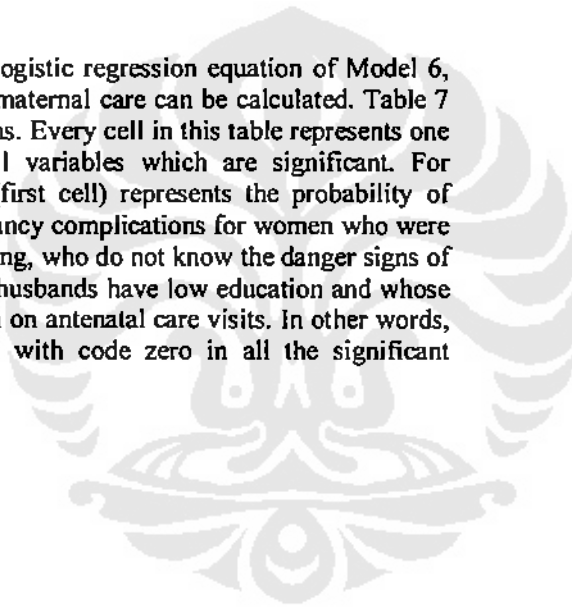 ogistic regression equation of Model 6,
maternal care can be calculated. Table 7
ns. Every cell in this table represents one
l variables which are significant. For
first cell) represents the probability of
ancy complications for women who were
ng, who do not know the danger signs of
husbands have low education and whose
on antenatal care visits. In other words,
with code zero in all the significant